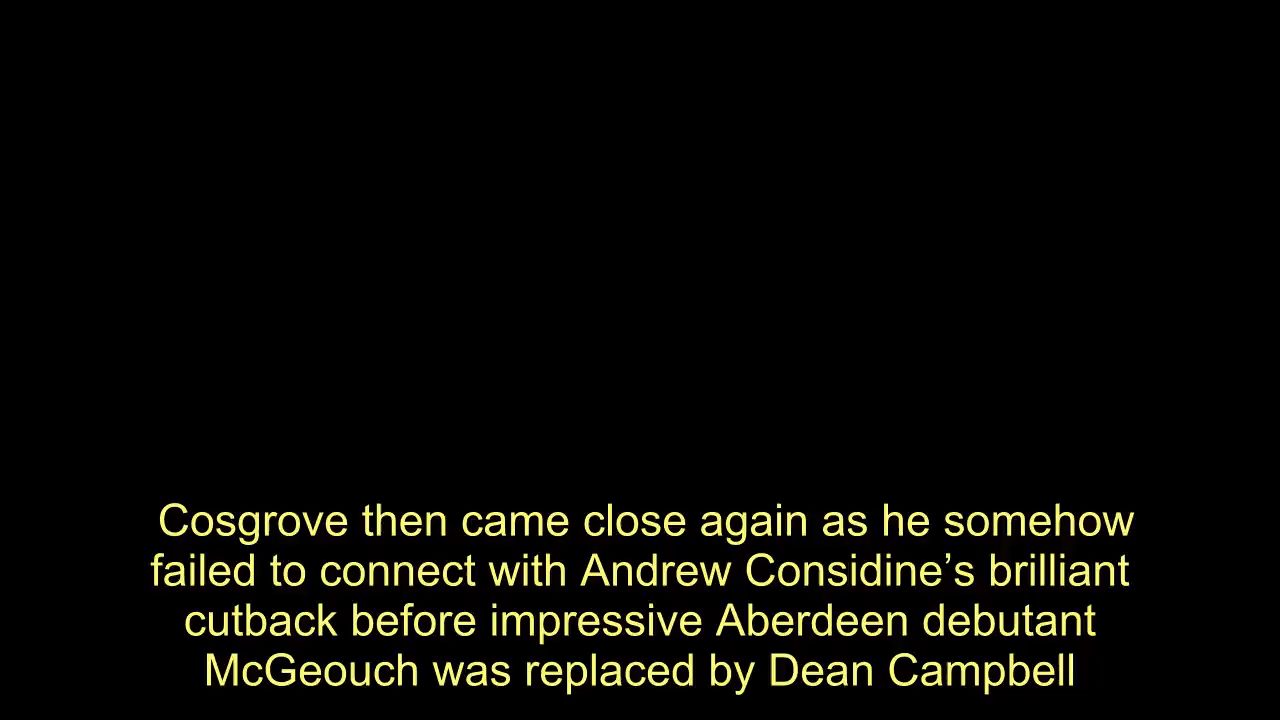 Cosgrove then came close again as he somehow
failed to connect with Andrew Considine’s brilliant
cutback before impressive Aberdeen debutant
McGeouch was replaced by Dean Campbell